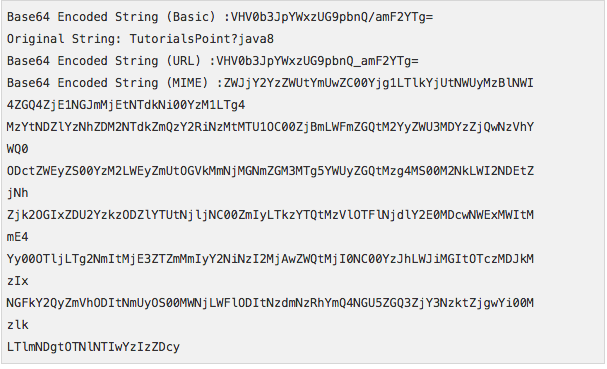 Base64 Encoded String (Basic) :VHV0b3JpYWxzUG9pbnQ/amF2YTg=
Original String: TutorialsPoint?java8
Base64 Encoded String (URL) :VHV0b3JpYWxzUG9pbnQ_amF2YTg=
Base64 Encoded String (MIME) :ZWJjY2YzZWUtYmUwZC00Yjg1LTlkYjUtNWUyMzBlNWI
4ZGQ4ZjE1NGJmMjEtNTdkNi00YzM1LTg4
MzYtNDZlYzNhZDM2NTdkZmQzY2RiNzMtMTU1OC00ZjBmLWFmZGQtM2YyZWU3MDYzZjQwNzVhY
WQ0
ODctZWEyZS00YzM2LWEyZmUtOGVkMmNjMGNmZGM3MTg5YWUyZGQtMzg4MS00M2NkLWI2NDEtZ
jNh
Zjk2OGIxZDU2YzkzODZlYTUtNjljNC00ZmIyLTkzYTQtMzVlOTFlNjdlY2E0MDcwNWExMWItM
mE4
Yy00OTljLTg2NmItMjE3ZTZmMmIyY2NiNzI2MjAwZWQtMjI0NC00YzJhLWJiMGItOTczMDJkM
zIx
NGFkY2QyZmVhODItNmUyOS00MWNjLWFlODItNzdmNzRhYmQ4NGU5ZGQ3ZjY3NzktZjgwYi00M
zlk
LTlmNDgtOTNlNTIwYzIzZDcy